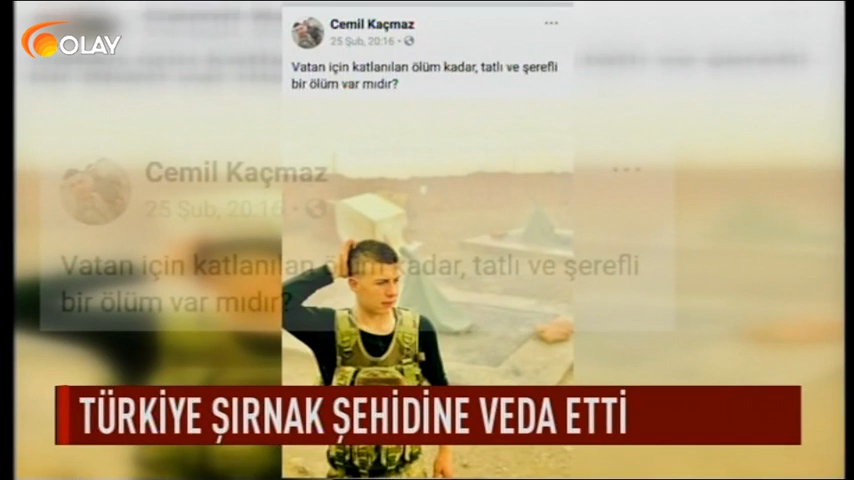 OLAY
Cemil Kaçmaz
25 Şub, 20:16
Vatan için katlanılan ölüm kadar, tatlı ve şerefli
bir ölüm var mıdır?
Cemil Kaçmaz
25 Şub, 20:16
Vatan için katlanılan ölüm kadar, tatlı ve şerefli
bir ölüm var mıdır?
TÜRKİYE ŞIRNAK ŞEHİDİNE VEDA ETTİ